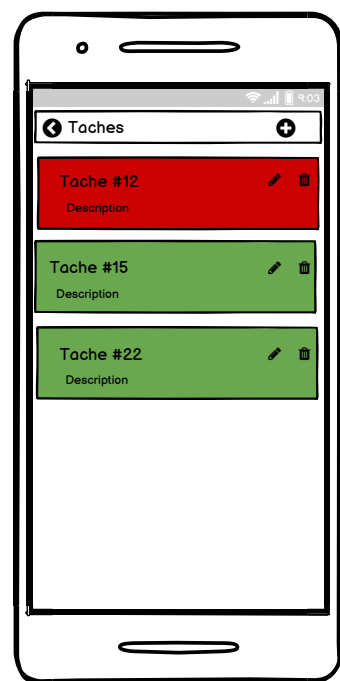 9:03
Taches
Tache #12
Description
Tache #15
Description
Tache #22
Description